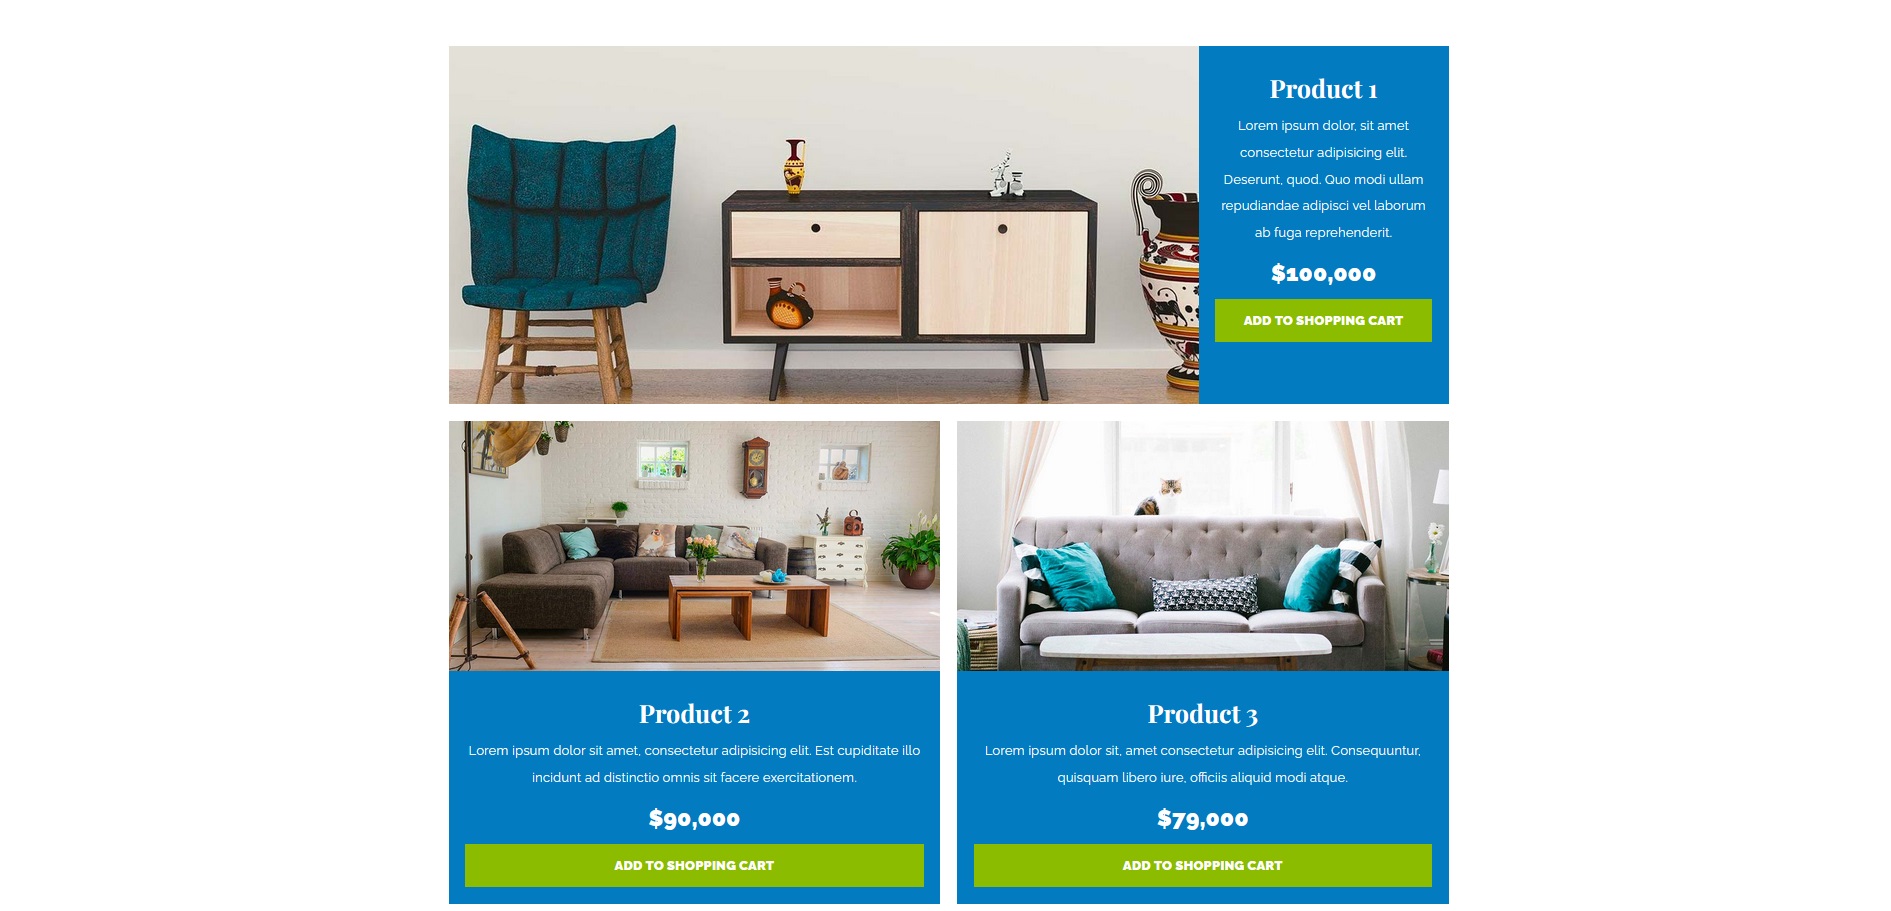 Product 1
Lorem ipsum dolor, sit amet
consectetur adipisicing elit.
Deserunt, quod. Quo modi ullam
repudiandae adipisci vel laborum
ab fuga reprehenderit.
$100,000
ADD TO SHOPPING CART
Product 2
Lorem ipsum dolor sit amet, consectetur adipisicing elit. Est cupiditate illo
incidunt ad distinctio omnis sit facere exercitationem.
$90,000
ADD TO SHOPPING CART
Product 3
Lorem ipsum dolor sit, amet consectetur adipisicing elit. Consequuntur,
quisquam libero iure, officiis aliquid modi atque.
$79,000
ADD TO SHOPPING CART